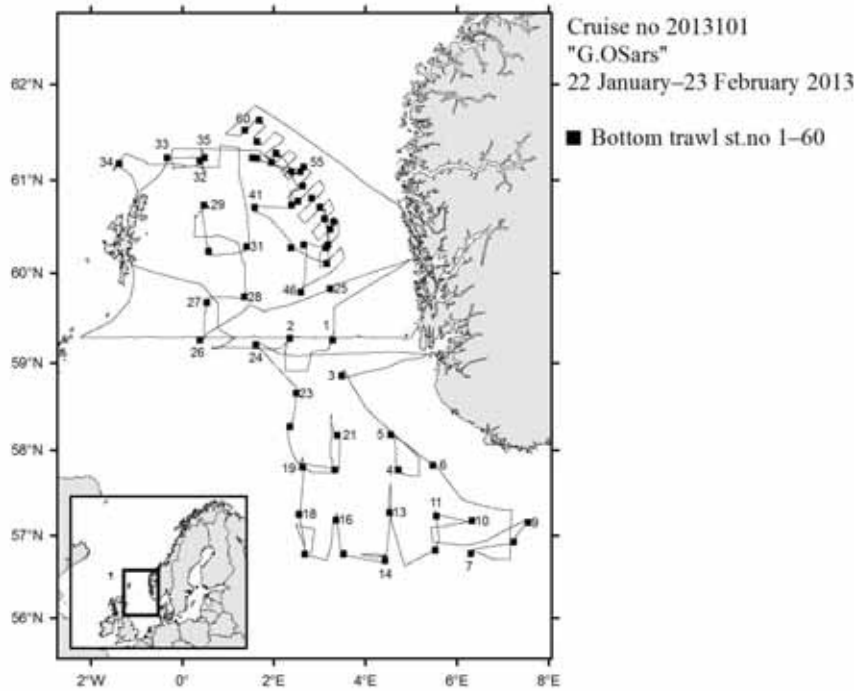 Cruise no 2013101
"G.OSars"
22 January–23 February 2013
■ Bottom trawl st.no 1–60
62°N
61°N
60°N
59°N
58°N
57°N
56°N
2°W 0° 2°E 4°E 6°E 8°E
60
33 35
34
32
55
29
41
31
46 25
27 28
2 1
26 24
3
23
21 5
19 4 6
11
18 16 13 10 9
14 7